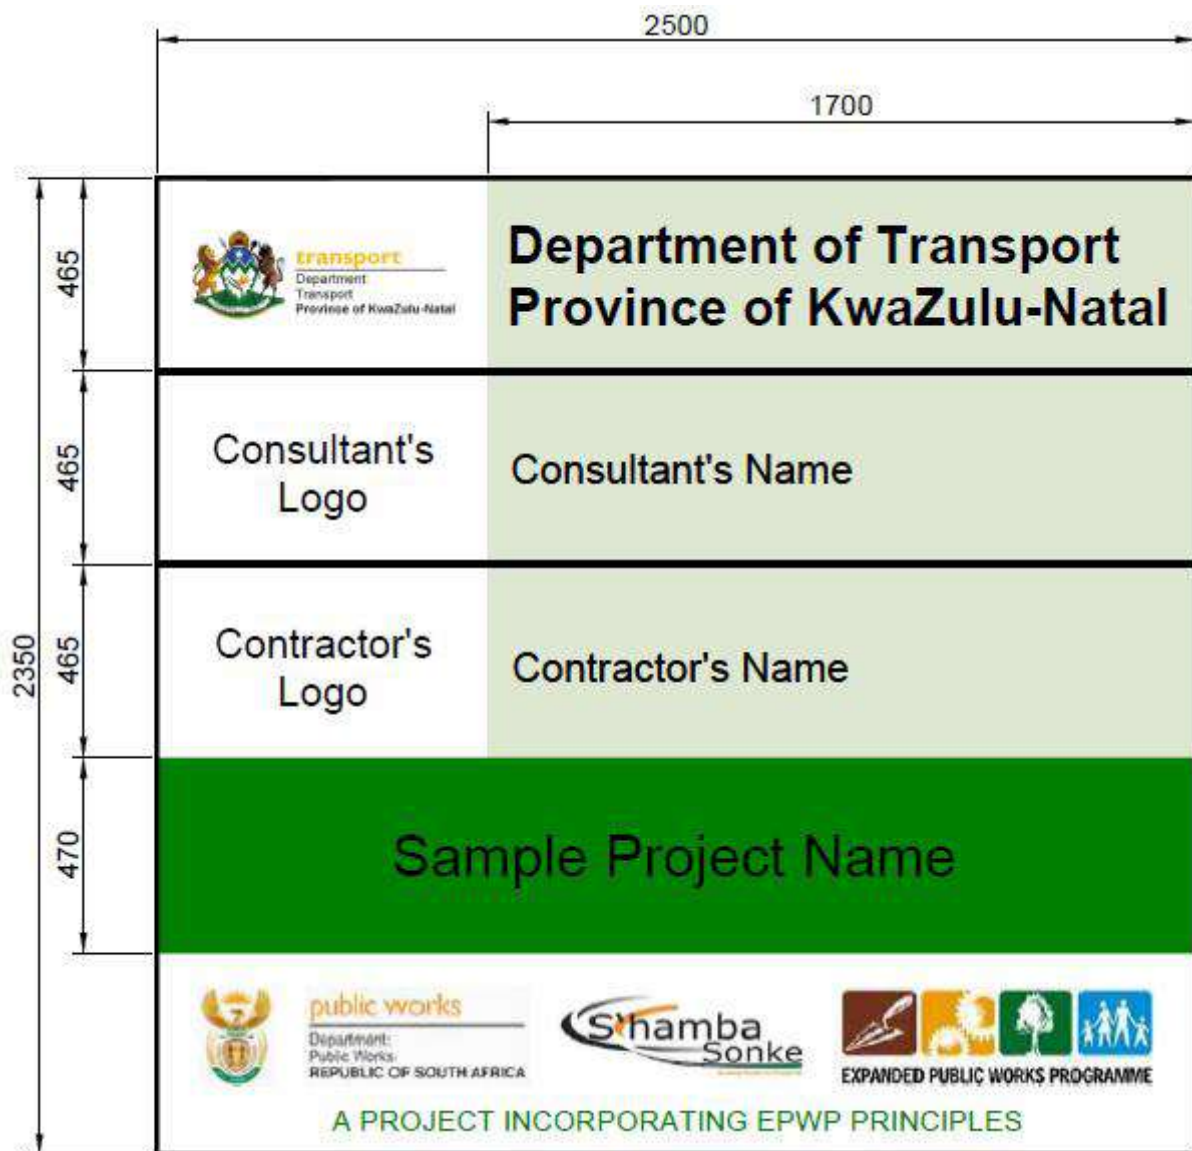 2500
1700
465
transport
Department
Transport
Province of KwaZulu-Natal
Department of Transport
Province of KwaZulu-Natal
465
Consultant's
Logo
Consultant's Name
2350
465
Contractor's
Logo
Contractor's Name
470
Sample Project Name
public works
Department:
Public Works
REPUBLIC OF SOUTH AFRICA
S'hamba
Sonke
EXPANDED PUBLIC WORKS PROGRAMME
A PROJECT INCORPORATING EPWP PRINCIPLES